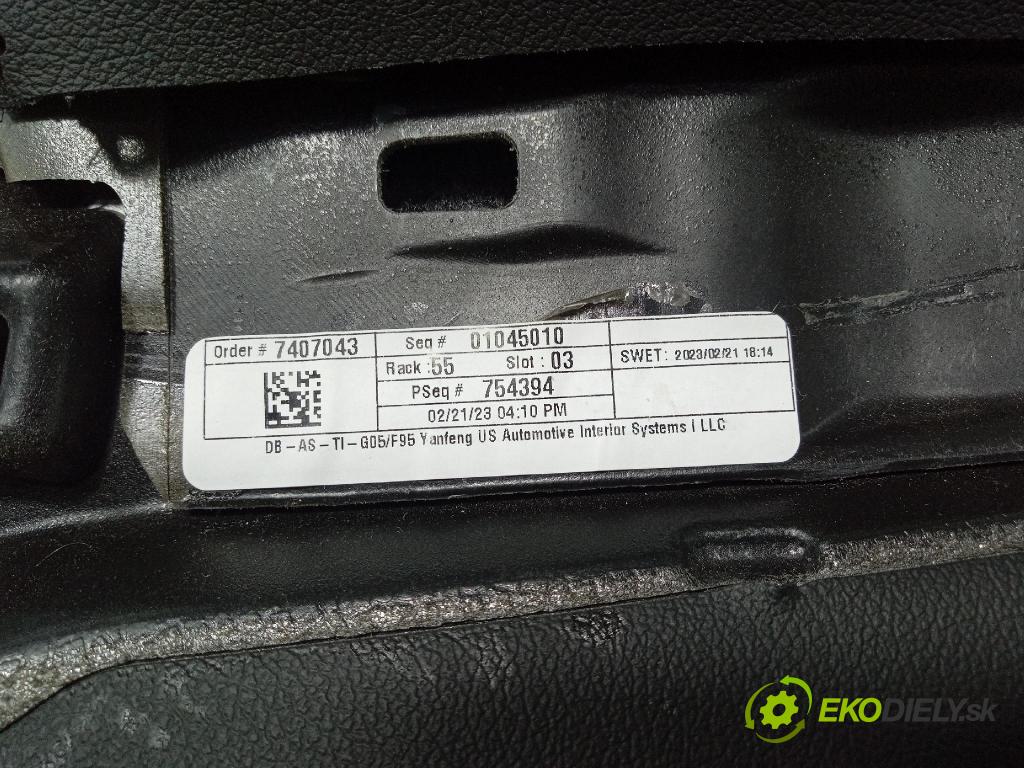 Order # 7407043
Seq # 01045010
Rack :55 Slot : 03
PSeq # 754394
02/21/23 04:10 PM
SWET: 2023/02/21 18:14
DB-AS-TI-G05/F95 Yanfeng US Automotive Interior Systems I LLC
EKODIELY.sk